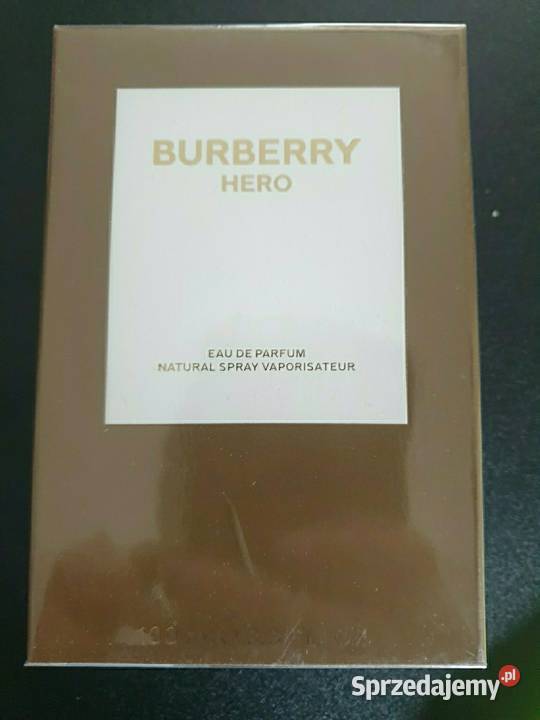 BURBERRY
HERO
EAU DE PARFUM
NATURAL SPRAY VAPORISATEUR
Sprzedajemy.pl